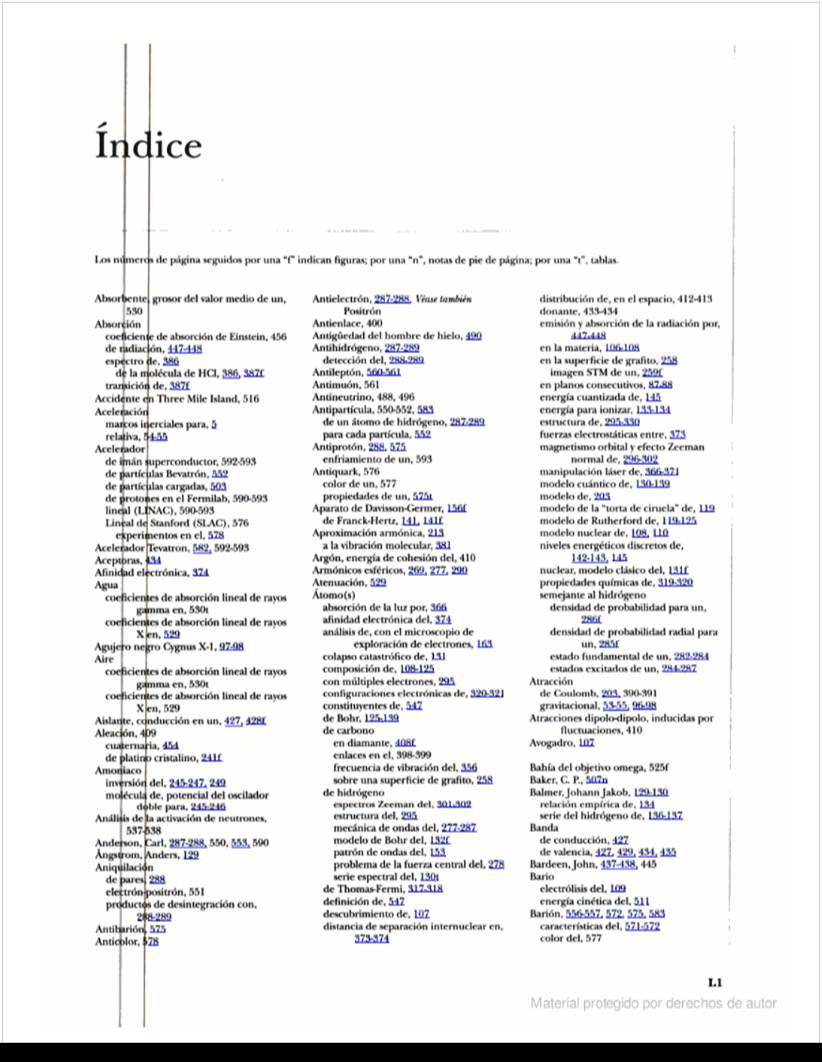 Índice
Los números de página seguidos por una "f" indican figuras; por una "n", notas de pie de página; por una "t", tablas.
Absorbente, grosor del valor medio de un,
530
Absorción
coeficiente de absorción de Einstein, 456
de radiación, 447-448
espectro de, 386
de la molécula de HCl, 386, 387f
transición de, 387f
Accidente en Three Mile Island, 516
Aceleración
marcos inerciales para, 5
relativa, 54-55
Acelerador
de imán superconductor, 592-593
de partículas Bevatrón, 552
de partículas cargadas, 503
de protones en el Fermilab, 590-593
lineal (LINAC), 590-593
Lineal de Stanford (SLAC), 576
experimentos en el, 578
Acelerador Tevatron, 582, 592-593
Aceptoras, 434
Afinidad electrónica, 374
Agua
coeficientes de absorción lineal de rayos
gamma en, 530t
coeficientes de absorción lineal de rayos
X en, 529
Agujero negro Cygnus X-1, 97-98
Aire
coeficientes de absorción lineal de rayos
gamma en, 530t
coeficientes de absorción lineal de rayos
X en, 529
Aislante, conducción en un, 427, 428f
Aleación, 409
cuaternaria, 454
de platino cristalino, 241f
Amoniaco
inversión del, 245-247, 249
molécula de, potencial del oscilador
doble para, 245-246
Análisis de la activación de neutrones,
537-538
Anderson, Carl, 287-288, 550, 553, 590
Ångstrom, Anders, 129
Aniquilación
de pares, 288
electrón-positrón, 551
productos de desintegración con,
288-289
Antibarión, 575
Anticolor, 578
Antielectrón, 287-288. Véase también
Positrón
Antienlace, 400
Antigüedad del hombre de hielo, 490
Antihidrógeno, 287-289
detección del, 288-289
Antileptón, 560-561
Antimuón, 561
Antineutrino, 488, 496
Antipartícula, 550-552, 583
de un átomo de hidrógeno, 287-289
para cada partícula, 552
Antiprotón, 288, 575
enfriamiento de un, 593
Antiquark, 576
color de un, 577
propiedades de un, 575t
Aparato de Davisson-Germer, 156f
de Franck-Hertz, 141, 141f
Aproximación armónica, 213
a la vibración molecular, 381
Argón, energía de cohesión del, 410
Armónicos esféricos, 269, 277, 290
Atenuación, 529
Átomo(s)
absorción de la luz por, 366
afinidad electrónica del, 374
análisis de, con el microscopio de
exploración de electrones, 163
colapso catastrófico de, 131
composición de, 108-125
con múltiples electrones, 295
configuraciones electrónicas de, 320-321
constituyentes de, 547
de Bohr, 125-139
de carbono
en diamante, 408f
enlaces en el, 398-399
frecuencia de vibración del, 356
sobre una superficie de grafito, 258
de hidrógeno
espectros Zeeman del, 301-302
estructura del, 295
mecánica de ondas del, 277-287
modelo de Bohr del, 132f
patrón de ondas del, 153
problema de la fuerza central del, 278
serie espectral del, 130t
de Thomas-Fermi, 317-318
definición de, 547
descubrimiento de, 107
distancia de separación internuclear en,
373-374
distribución de, en el espacio, 412-413
donante, 433-434
emisión y absorción de la radiación por,
447-448
en la materia, 106-108
en la superficie de grafito, 258
imagen STM de un, 259f
en planos consecutivos, 87-88
energía cuantizada de, 145
energía para ionizar, 133-134
estructura de, 295-330
fuerzas electrostáticas entre, 373
magnetismo orbital y efecto Zeeman
normal de, 296-302
manipulación láser de, 366-371
modelo cuántico de, 130-139
modelo de, 203
modelo de la "torta de ciruela" de, 119
modelo de Rutherford de, 119-125
modelo nuclear de, 108, 110
niveles energéticos discretos de,
142-143, 145
nuclear, modelo clásico del, 131f
propiedades químicas de, 319-320
semejante al hidrógeno
densidad de probabilidad para un,
286f
densidad de probabilidad radial para
un, 285f
estado fundamental de un, 282-284
estados excitados de un, 284-287
Atracción
de Coulomb, 203, 390-391
gravitacional, 53-55, 96-98
Atracciones dipolo-dipolo, inducidas por
fluctuaciones, 410
Avogadro, 107
Bahía del objetivo omega, 525f
Baker, C. P., 507n
Balmer, Johann Jakob, 129-130
relación empírica de, 134
serie del hidrógeno de, 136-137
Banda
de conducción, 427
de valencia, 427, 429, 434, 435
Bardeen, John, 437-438, 445
Bario
electrólisis del, 109
energía cinética del, 511
Barión, 556-557, 572, 575, 583
características del, 571-572
color del, 577
I.1
Material protegido por derechos de autor